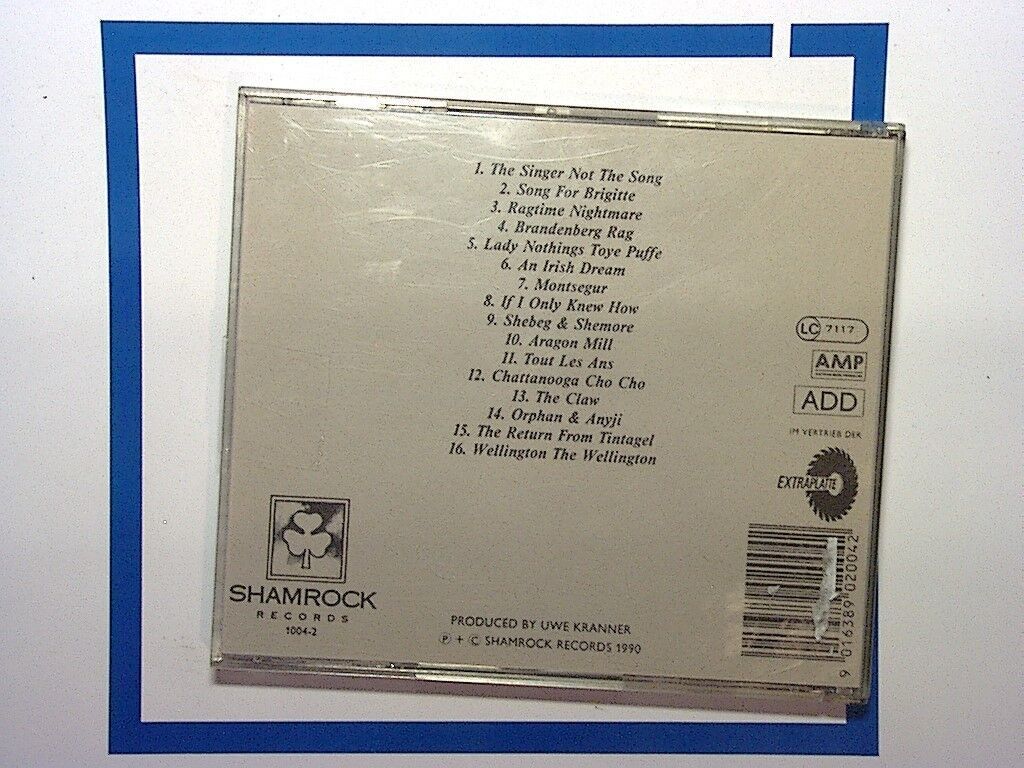 1. The Singer Not The Song
2. Song For Brigitte
3. Ragtime Nightmare
4. Brandenberg Rag
5. Lady Nothings Toye Puffe
6. An Irish Dream
7. Montsegur
8. If I Only Knew How
9. Shebeg & Shemore
10. Aragon Mill
11. Tout Les Ans
12. Chattanooga Cho Cho
13. The Claw
14. Orphan & Anyji
15. The Return From Tintagel
16. Wellington The Wellington
LC 7117
AMP
ADD
IM VERTRIEB DER
EXTRAPLATTE
9 016389 020042
SHAMROCK
RECORDS
1004-2
PRODUCED BY UWE KRANNER
℗ + © SHAMROCK RECORDS 1990